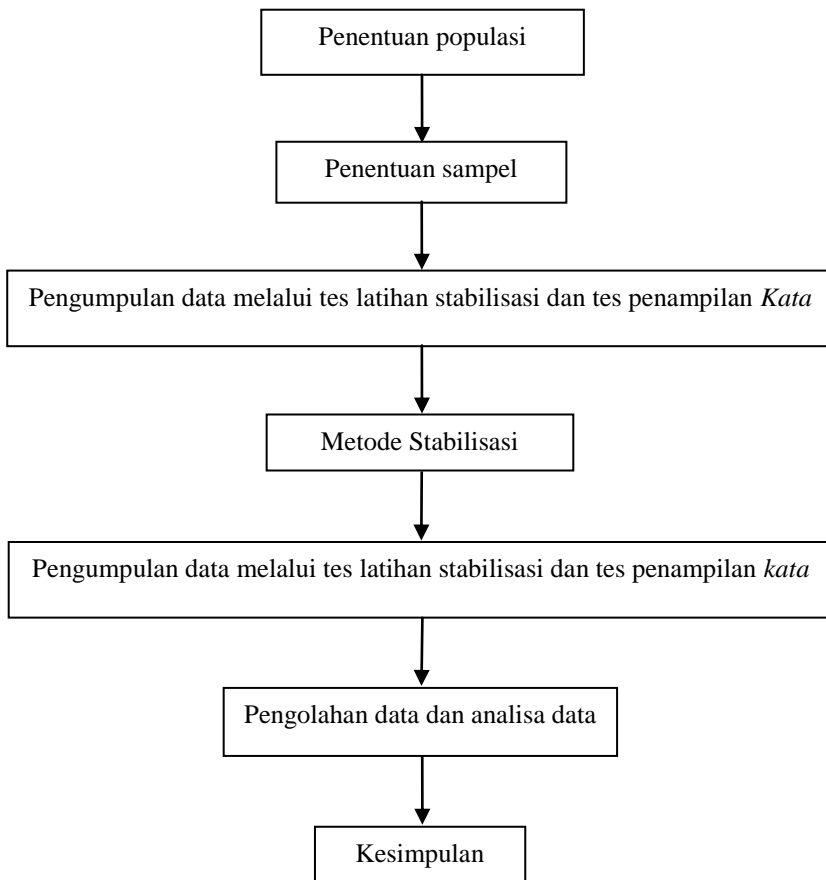 Penentuan populasi
Penentuan sampel
Pengumpulan data melalui tes latihan stabilisasi dan tes penampilan Kata
Metode Stabilisasi
Pengumpulan data melalui tes latihan stabilisasi dan tes penampilan kata
Pengolahan data dan analisa data
Kesimpulan